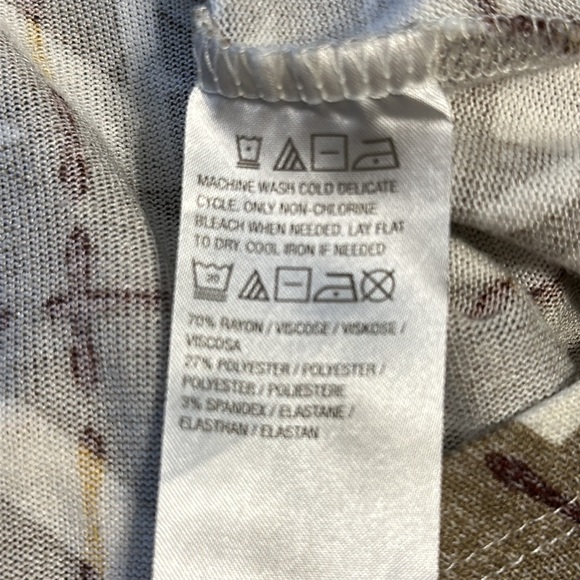 MACHINE WASH COLD DELICATE
CYCLE. ONLY NON-CHLORINE
BLEACH WHEN NEEDED. LAY FLAT
TO DRY. COOL IRON IF NEEDED
30
70% RAYON / VISCOSE / VISKOSE /
VISCOSA
27% POLYESTER / POLYESTER /
POLYESTER / POLIESTERE
3% SPANDEX / ELASTANE /
ELASTHAN / ELASTAN